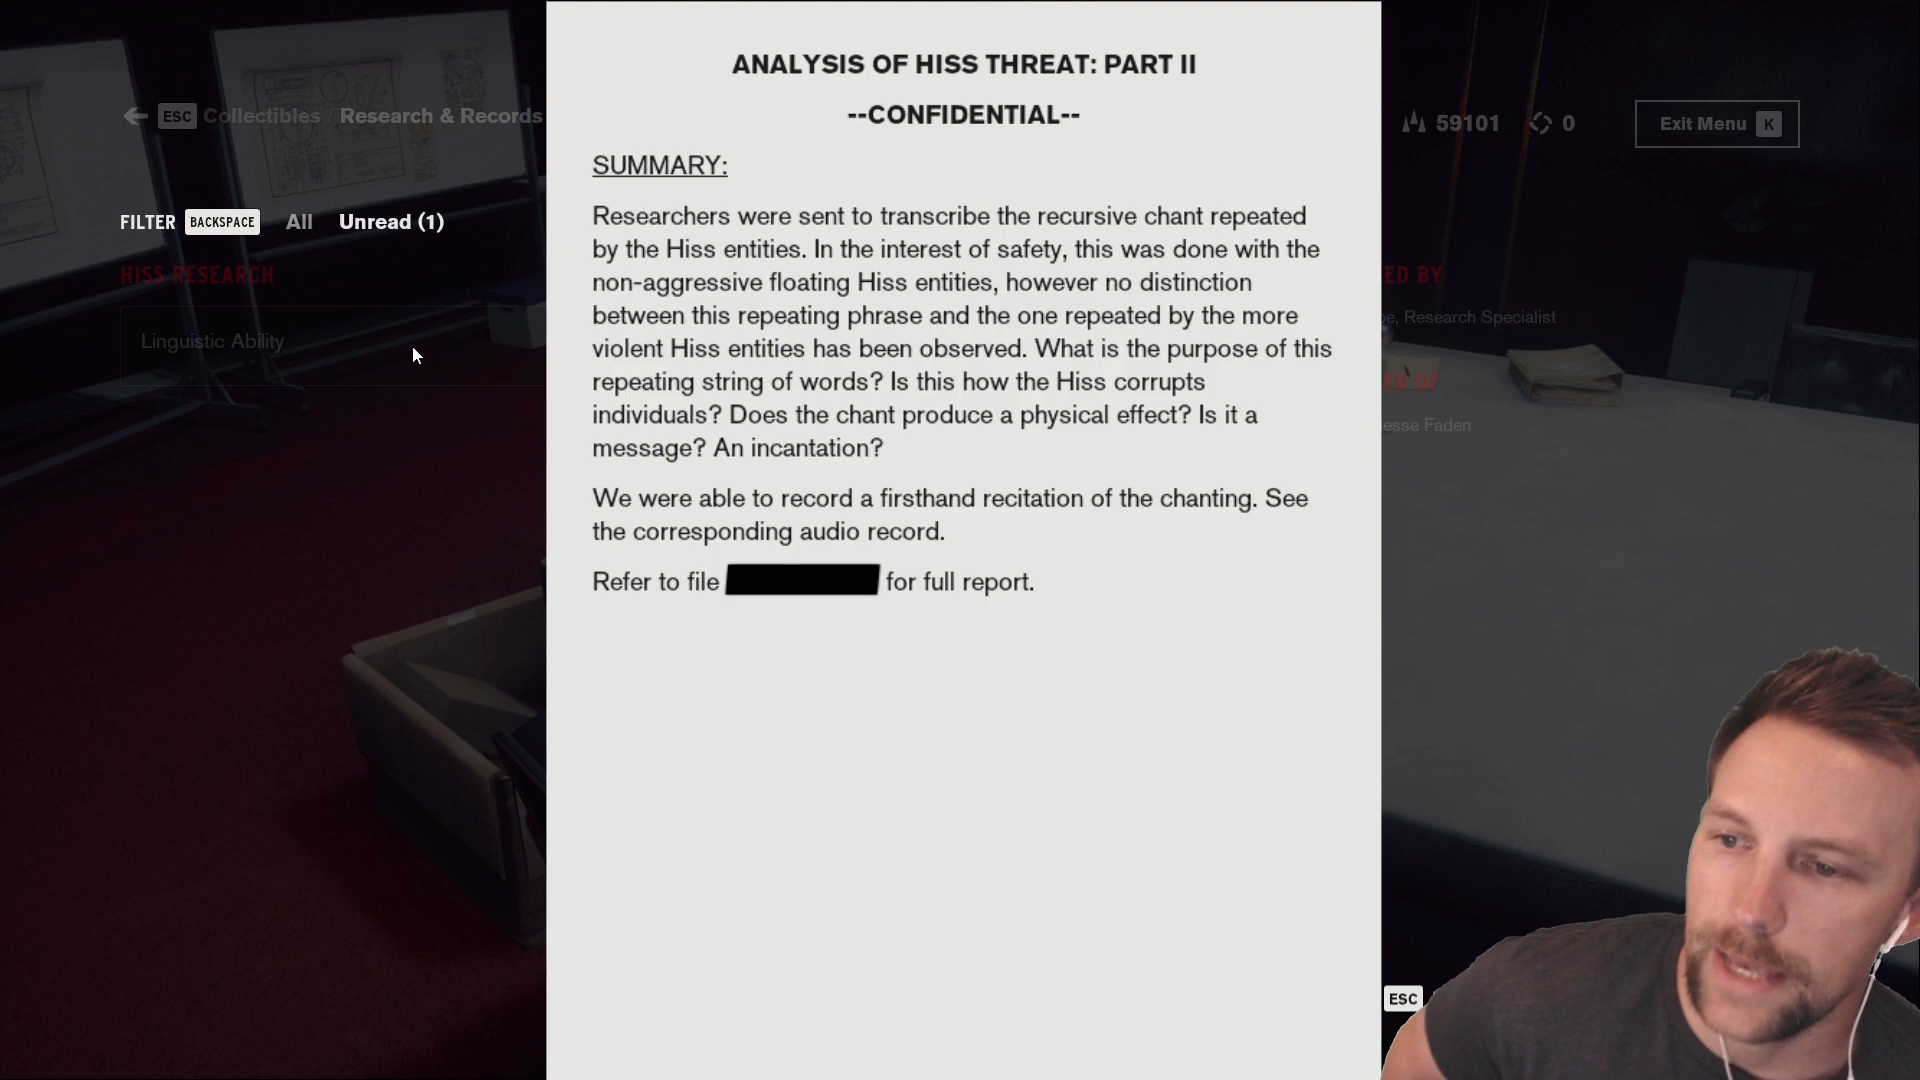 ANALYSIS OF HISS THREAT: PART II
--CONFIDENTIAL--
ESC Collectibles / Research & Records
59101 0 Exit Menu K
SUMMARY:
FILTER BACKSPACE All Unread (1)
HISS RESEARCH
Linguistic Ability
Researchers were sent to transcribe the recursive chant repeated
by the Hiss entities. In the interest of safety, this was done with the
non-aggressive floating Hiss entities, however no distinction
between this repeating phrase and the one repeated by the more
violent Hiss entities has been observed. What is the purpose of this
repeating string of words? Is this how the Hiss corrupts
individuals? Does the chant produce a physical effect? Is it a
message? An incantation?
We were able to record a firsthand recitation of the chanting. See
the corresponding audio record.
Refer to file for full report.
ED BY
pe, Research Specialist
ER OF
esse Faden
ESC